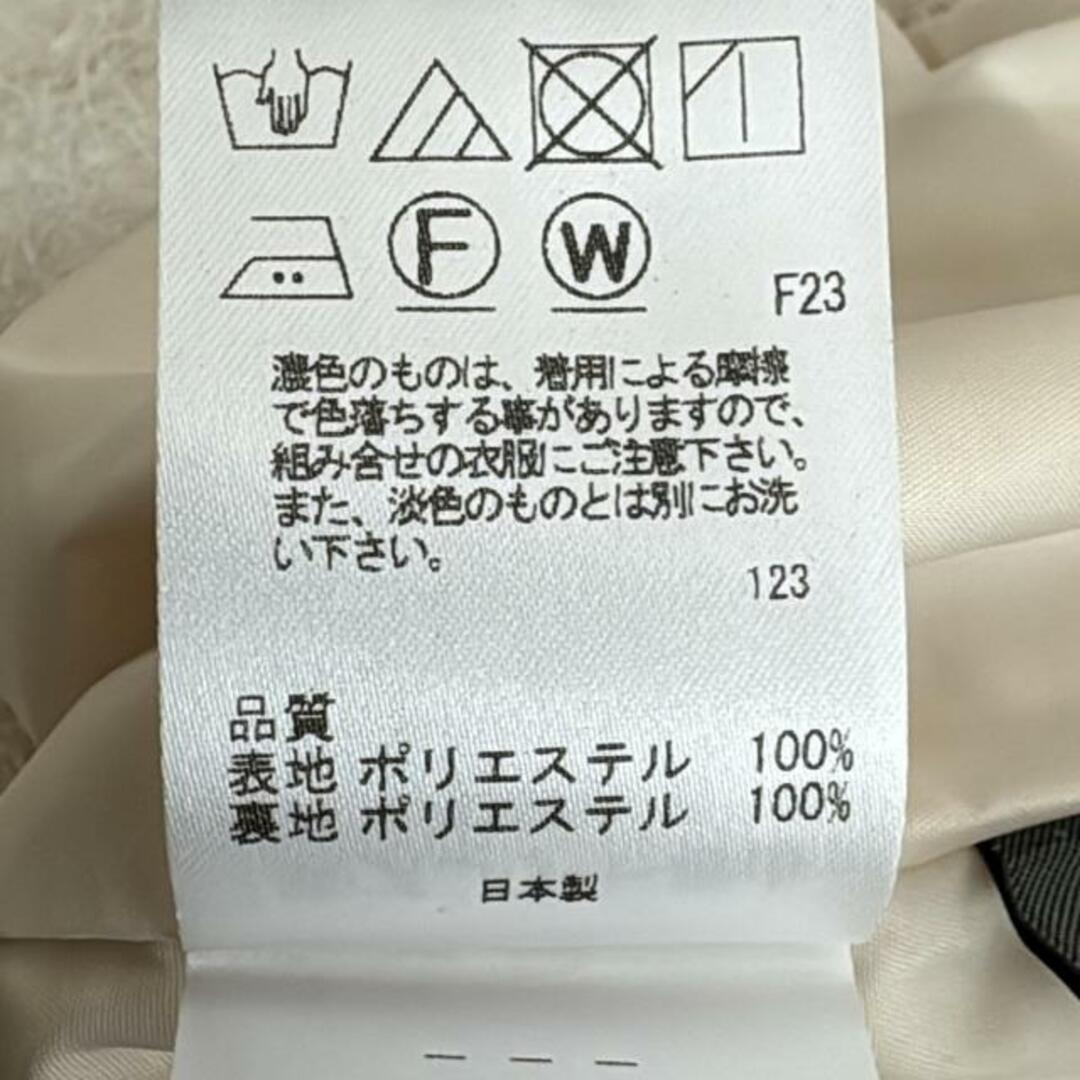 F
W
F23
濃色のものは、着用による摩擦
で色落ちする事がありますので、
組み合せの衣服にご注意下さい。
また、淡色のものとは別にお洗
い下さい。
123
品質
表地 ポリエステル 100%
裏地 ポリエステル 100%
日本製